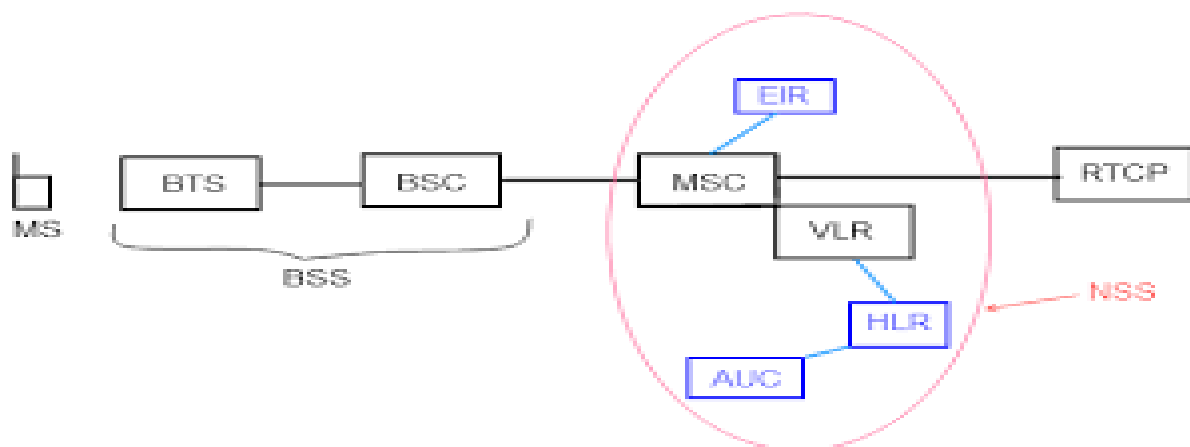 EIR
BTS
BSC
MSC
RTCP
MS
VLR
BSS
NSS
HLR
AUC